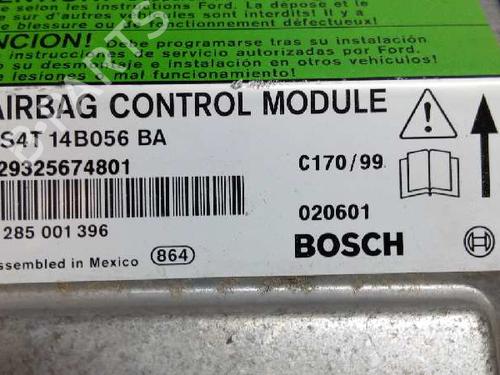 les instructions Ford. La dépose et le
sur d'autres véhicules sont interdits! Il y
e blessure ou de fonctionnement défectueux!
NCION! Debe programarse tras su montaje
instrucciones de servicio autorizadas por Ford.
su desmontaje e instalación en otros vehículos!
e lesiones o mal funcionamiento!
AIRBAG CONTROL MODULE
S4T 14B056 BA
29325674801
C170/99
285 001 396
020601
ssembled in Mexico 864
BOSCH
B-PARTS